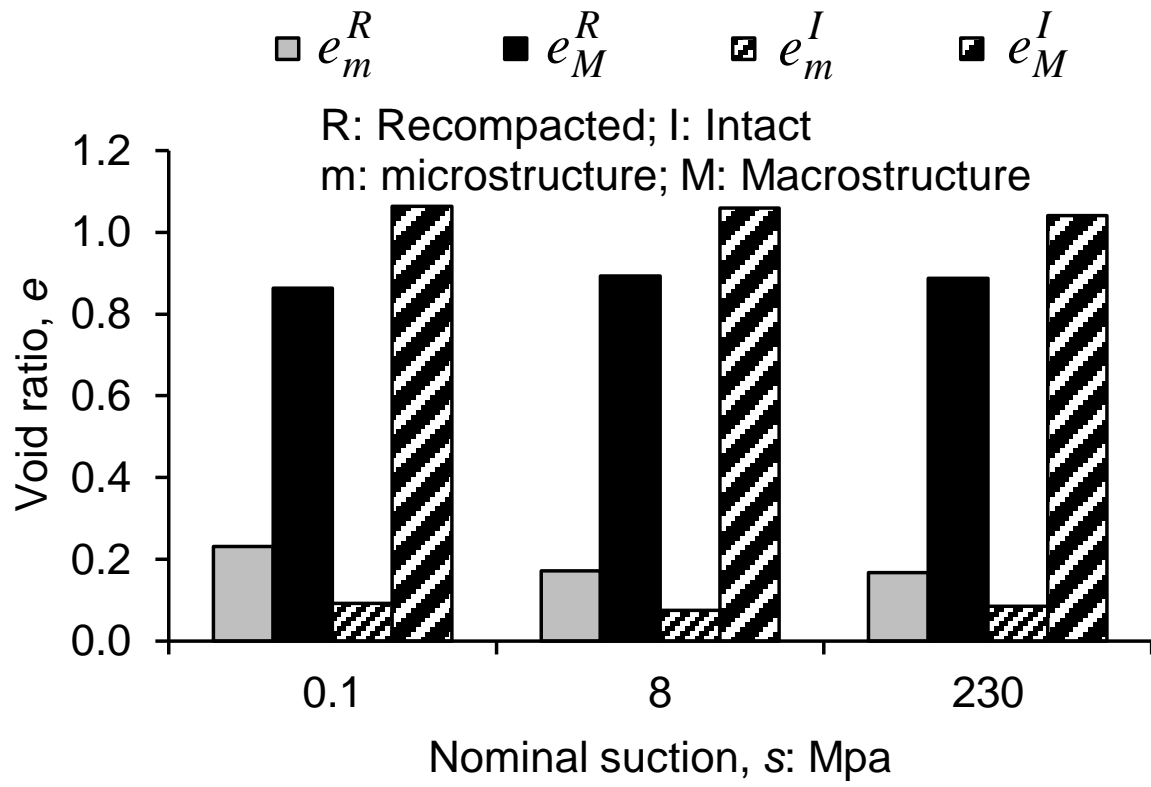 e_m^R e_M^R e_m^I e_M^I
R: Recompacted; I: Intact
m: microstructure; M: Macrostructure
1.2
1.0
0.8
0.6
0.4
0.2
0.0
Void ratio, e
0.1 8 230
Nominal suction, s: Mpa